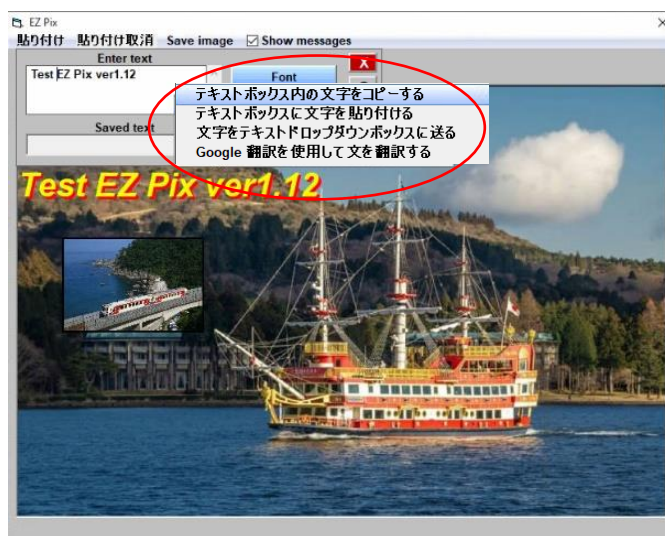 EZ Pix
貼り付け 貼り付け取消 Save image Show messages
Enter text
X
Test EZ Pix ver1.12
Font
テキストボックス内の文字をコピーする
テキストボックスに文字を貼り付ける
文字をテキストドロップダウンボックスに送る
Google 翻訳を使用して文を翻訳する
Saved text
Test EZ Pix ver1.12